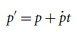 p′ = p + ṗt